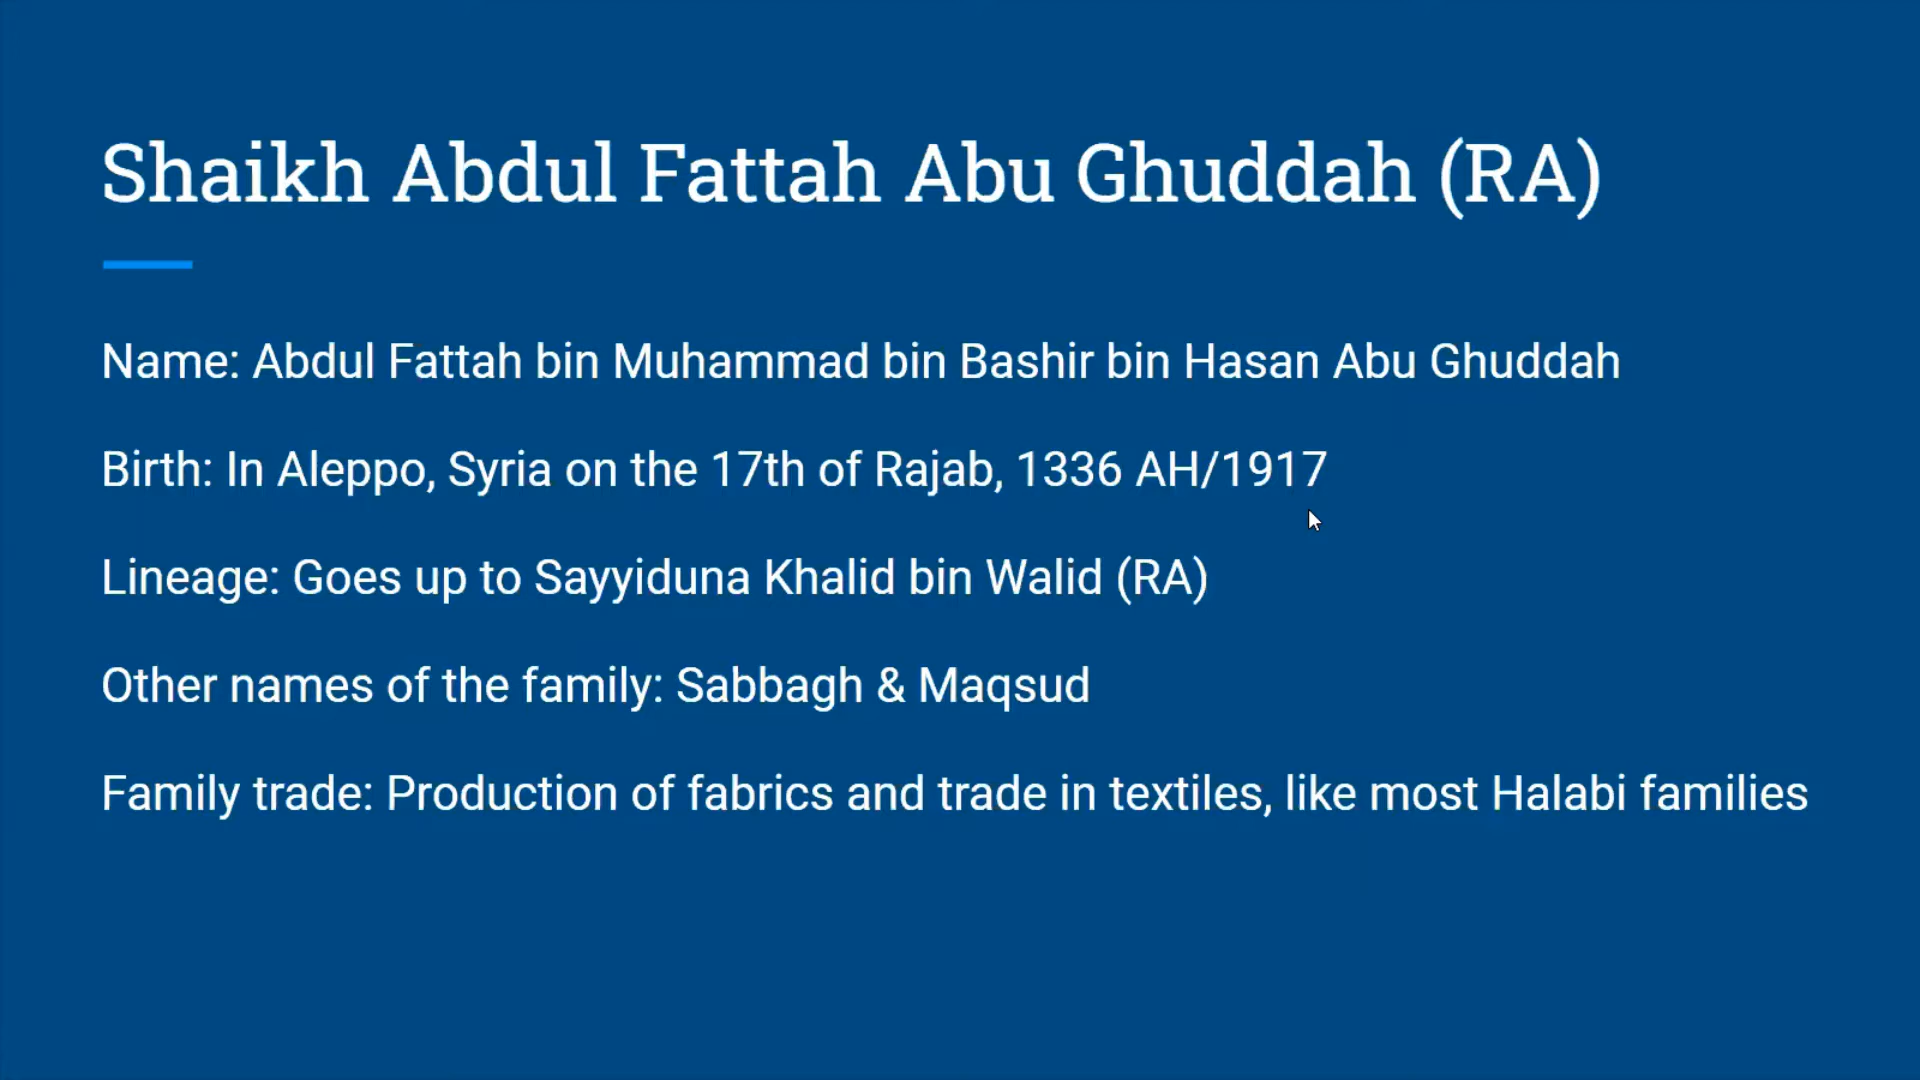 Shaikh Abdul Fattah Abu Ghuddah (RA)
Name: Abdul Fattah bin Muhammad bin Bashir bin Hasan Abu Ghuddah
Birth: In Aleppo, Syria on the 17th of Rajab, 1336 AH/1917
Lineage: Goes up to Sayyiduna Khalid bin Walid (RA)
Other names of the family: Sabbagh & Maqsud
Family trade: Production of fabrics and trade in textiles, like most Halabi families